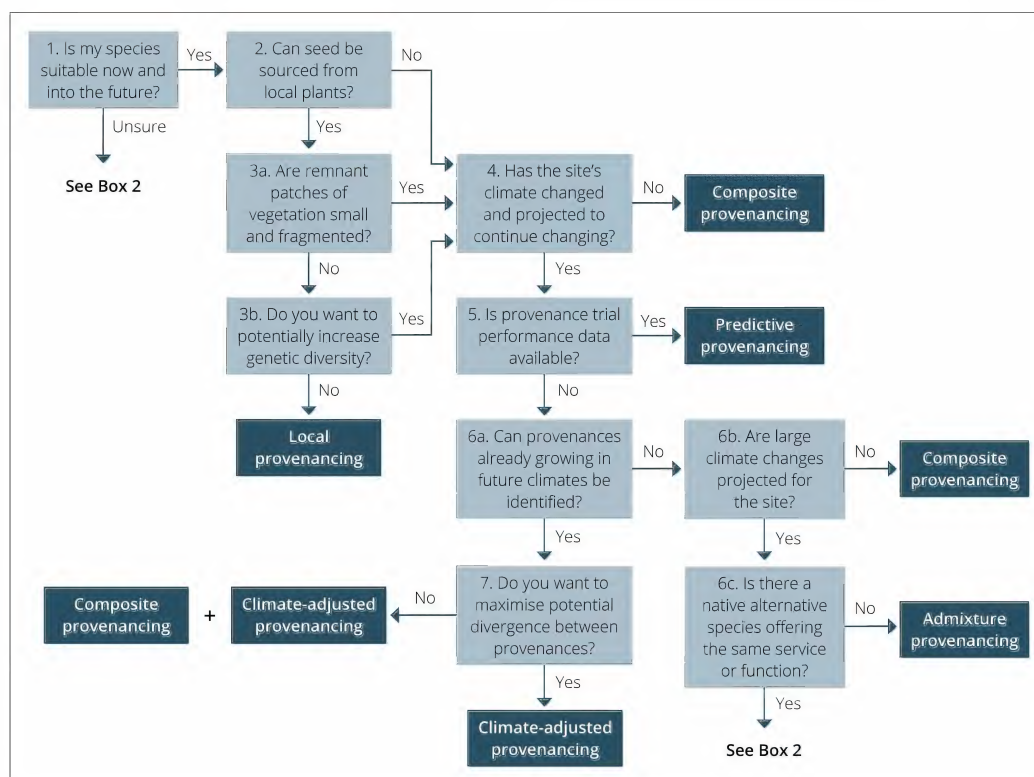 1. Is my species
suitable now and
into the future?
Yes
2. Can seed be
sourced from
local plants?
No
Unsure
See Box 2
Yes
3a. Are remnant
patches of
vegetation small
and fragmented?
Yes
4. Has the site's
climate changed
and projected to
continue changing?
No
Composite
provenancing
No
Yes
3b. Do you want to
potentially increase
genetic diversity?
Yes
5. Is provenance trial
performance data
available?
Yes
Predictive
provenancing
No
No
Local
provenancing
6a. Can provenances
already growing in
future climates be
identified?
No
6b. Are large
climate changes
projected for
the site?
No
Composite
provenancing
Yes
Yes
Composite
provenancing
+
Climate-adjusted
provenancing
No
7. Do you want to
maximise potential
divergence between
provenances?
6c. Is there a
native alternative
species offering
the same service
or function?
No
Admixture
provenancing
Yes
Yes
Climate-adjusted
provenancing
See Box 2